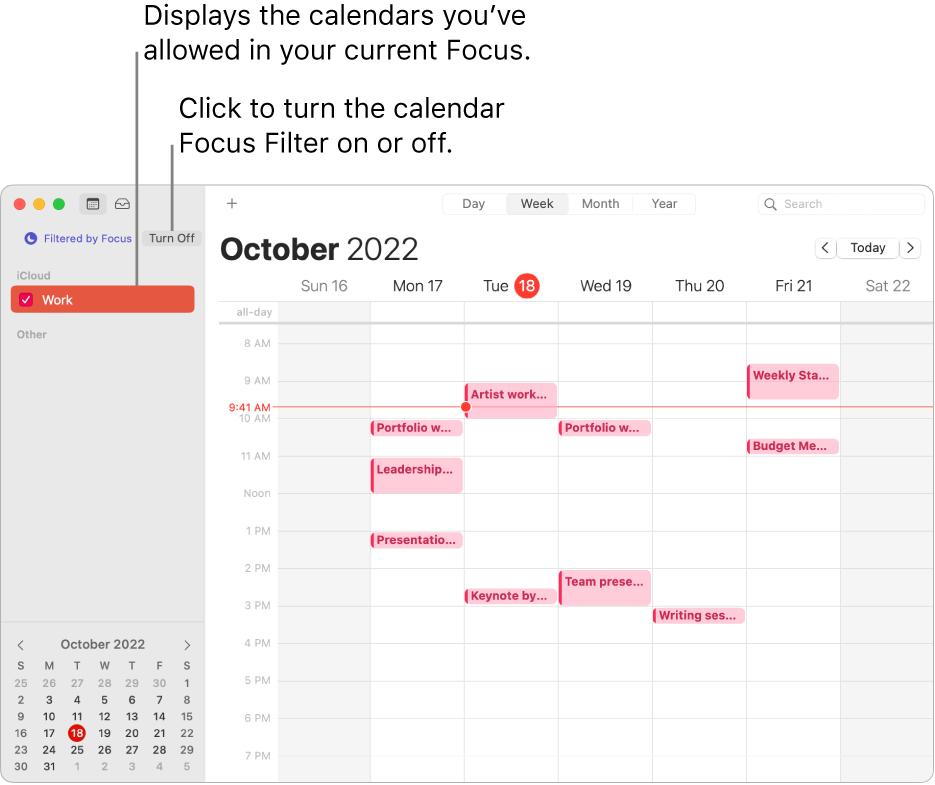 Displays the calendars you’ve
allowed in your current Focus.
Click to turn the calendar
Focus Filter on or off.
Day Week Month Year
Search
Filtered by Focus Turn Off
October 2022
Today
iCloud
Work
Other
Sun 16 Mon 17 Tue 18 Wed 19 Thu 20 Fri 21 Sat 22
all-day
8 AM
Weekly Sta...
9 AM
Artist work...
9:41 AM
10 AM
Portfolio w... Portfolio w...
Budget Me...
11 AM
Leadership...
Noon
1 PM
Presentatio...
2 PM
Team prese...
Keynote by...
3 PM
Writing ses...
4 PM
5 PM
6 PM
7 PM
October 2022
S M T W T F S
25 26 27 28 29 30 1
2 3 4 5 6 7 8
9 10 11 12 13 14 15
16 17 18 19 20 21 22
23 24 25 26 27 28 29
30 31 1 2 3 4 5